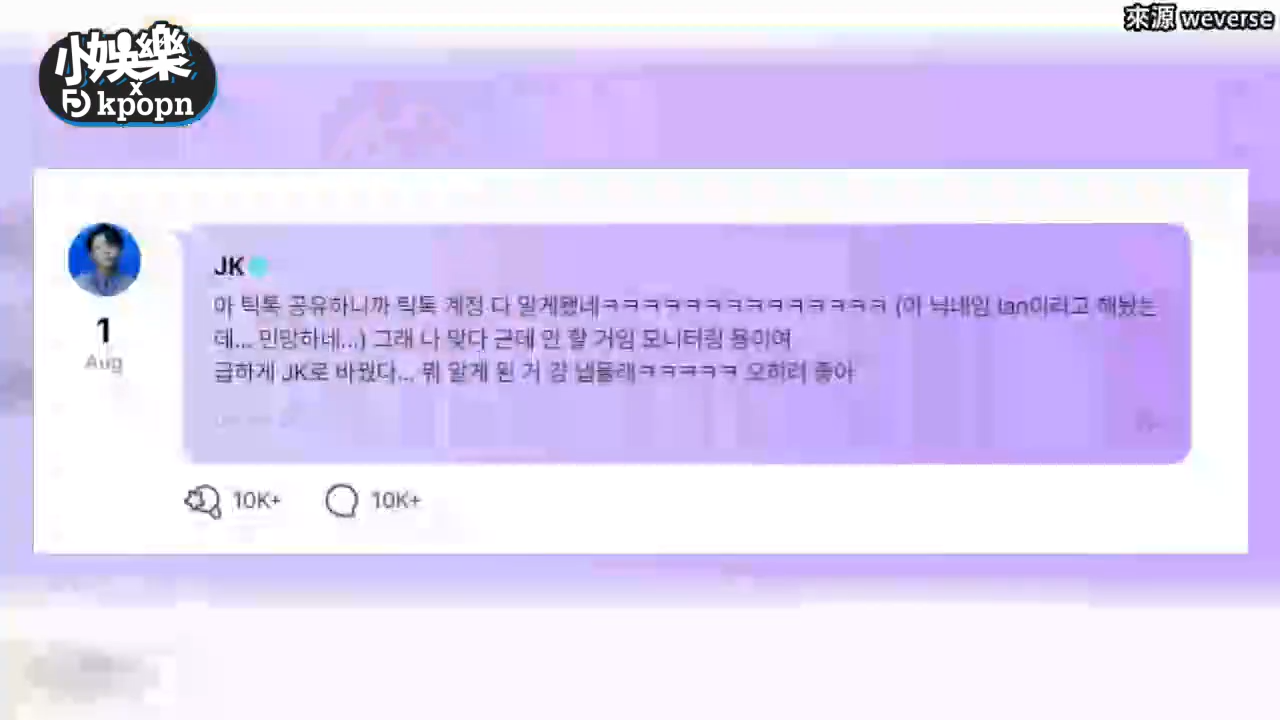 來源 weverse
小娛樂
x
kpopn
JK
1
Aug
아 틱톡 공유하니까 틱톡 계정 다 알게됐네ㅋㅋㅋㅋㅋㅋㅋㅋㅋㅋㅋㅋㅋㅋ (아 닉네임 Ian이라고 해놨는
데... 민망하네...) 그래 나 맞다 근데 안 할 거임 모니터링 용이여
급하게 JK로 바꿨다... 뭐 알게 된 거 걍 냅둘래ㅋㅋㅋㅋㅋ 오히려 좋아
10K+ 10K+